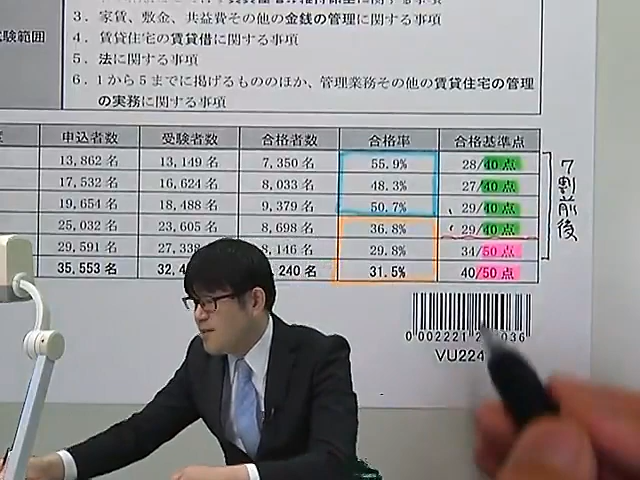 3．家賃、敷金、共益費その他の金銭の管理に関する事項
験範囲
4．賃貸住宅の賃貸借に関する事項
5．法に関する事項
6．1から5までに掲げるもののほか、管理業務その他の賃貸住宅の管理
の実務に関する事項
申込者数 受験者数 合格者数 合格率 合格基準点
13,862名 13,149名 7,350名 55.9% 28/40点
17,532名 16,624名 8,033名 48.3% 27/40点
19,654名 18,488名 9,379名 50.7% 29/40点
25,032名 23,605名 8,698名 36.8% 29/40点
29,591名 27,338 8,146名 29.8% 34/50点
35,553名 32,4 240名 31.5% 40/50点
7割前後
VU224